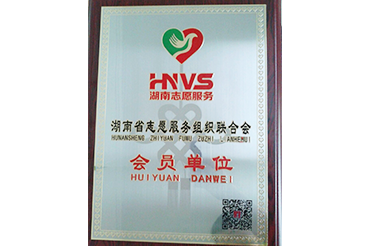 HNVS
湖南志愿服务
湖南省志愿服务组织联合会
HUNANSHENG ZHIYUAN FUWU ZUZHI LIANHEHUI
会员单位
HUIYUAN DANWEI